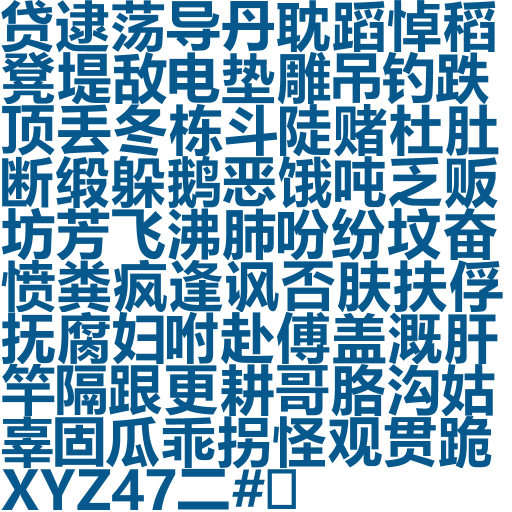 贷逮荡导丹耽蹈悼稻
凳堤敌电垫雕吊钓跌
顶丢冬栋斗陡赌杜肚
断缎躲鹅恶饿吨乏贩
坊芳飞沸肺吩纷坟奋
愤粪疯逢讽否肤扶俘
抚腐妇咐赴傅盖溉肝
竿隔跟更耕哥胳沟姑
辜固瓜乖拐怪观贯跪
XYZ47二#